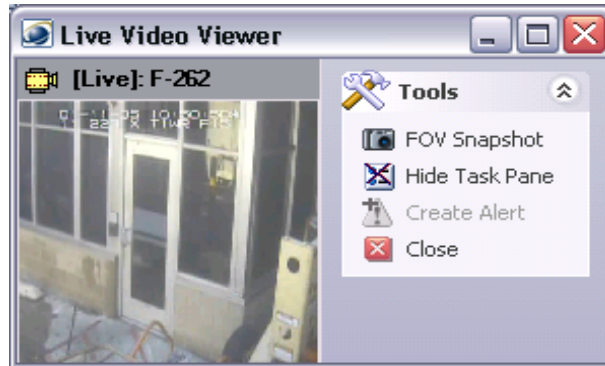 Live Video Viewer
[Live]: F-262
Tools
FOV Snapshot
Hide Task Pane
Create Alert
Close